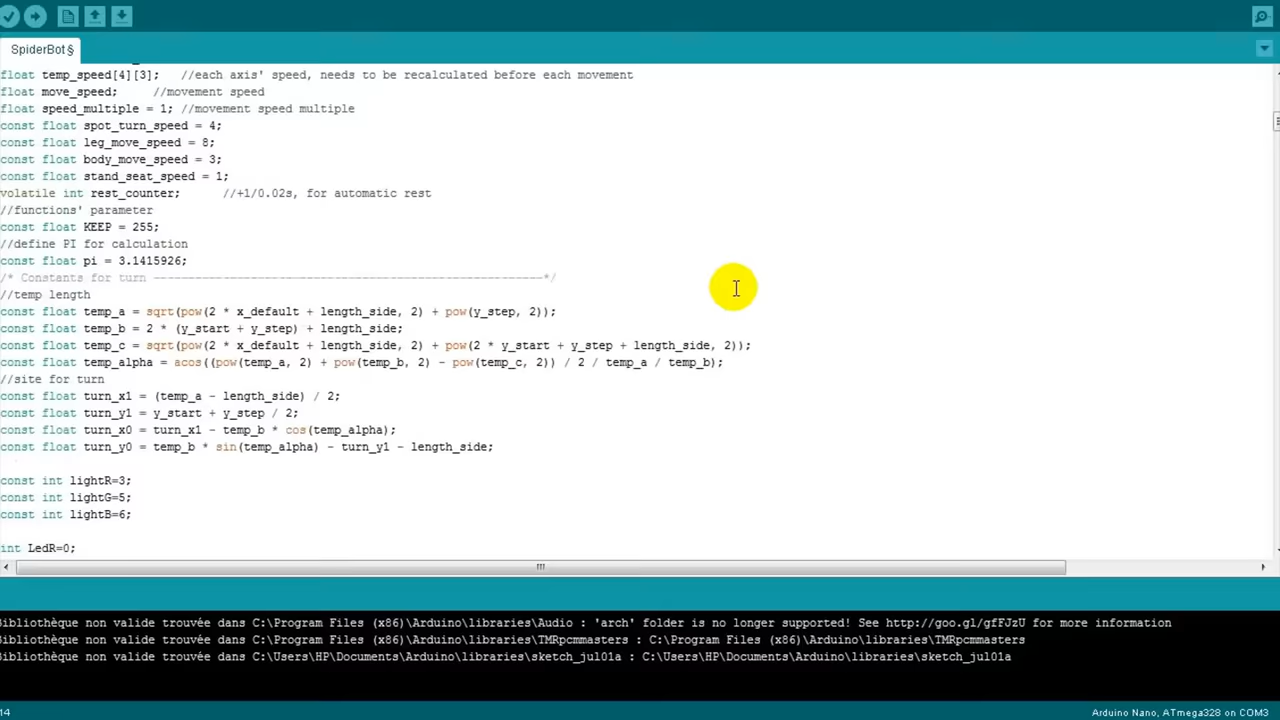 SpiderBot§
float temp_speed[4][3];   //each axis' speed, needs to be recalculated before each movement
float move_speed;     //movement speed
float speed_multiple = 1; //movement speed multiple
const float spot_turn_speed = 4;
const float leg_move_speed = 8;
const float body_move_speed = 3;
const float stand_seat_speed = 1;
volatile int rest_counter;      //+1/0.02s, for automatic rest
//functions' parameter
const float KEEP = 255;
//define PI for calculation
const float pi = 3.1415926;
/* Constants for turn --------------------------------------------------------*/
//temp length
const float temp_a = sqrt(pow(2 * x_default + length_side, 2) + pow(y_step, 2));
const float temp_b = 2 * (y_start + y_step) + length_side;
const float temp_c = sqrt(pow(2 * x_default + length_side, 2) + pow(2 * y_start + y_step + length_side, 2));
const float temp_alpha = acos((pow(temp_a, 2) + pow(temp_b, 2) - pow(temp_c, 2)) / 2 / temp_a / temp_b);
//site for turn
const float turn_x1 = (temp_a - length_side) / 2;
const float turn_y1 = y_start + y_step / 2;
const float turn_x0 = turn_x1 - temp_b * cos(temp_alpha);
const float turn_y0 = temp_b * sin(temp_alpha) - turn_y1 - length_side;
const int lightR=3;
const int lightG=5;
const int lightB=6;
int LedR=0;
Bibliothèque non valide trouvée dans C:\Program Files (x86)\Arduino\libraries\Audio : 'arch' folder is no longer supported! See http://goo.gl/gfFJzU for more information
Bibliothèque non valide trouvée dans C:\Program Files (x86)\Arduino\libraries\TMRpcmmasters : C:\Program Files (x86)\Arduino\libraries\TMRpcmmasters
Bibliothèque non valide trouvée dans C:\Users\HP\Documents\Arduino\libraries\sketch_jul01a : C:\Users\HP\Documents\Arduino\libraries\sketch_jul01a
14
Arduino Nano, ATmega328 on COM3